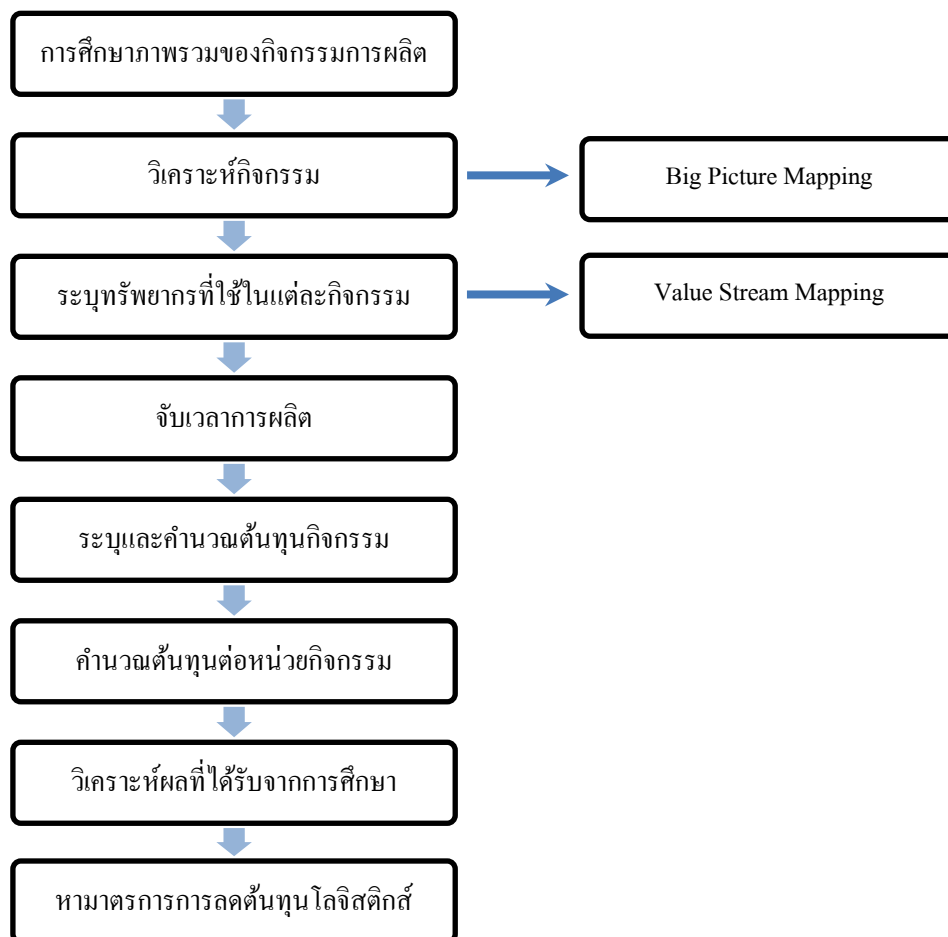 การศึกษาภาพรวมของกิจกรรมการผลิต
วิเคราะห์กิจกรรม
Big Picture Mapping
ระบุทรัพยากรที่ใช้ในแต่ละกิจกรรม
Value Stream Mapping
จับเวลาการผลิต
ระบุและคำนวณต้นทุนกิจกรรม
คำนวณต้นทุนต่อหน่วยกิจกรรม
วิเคราะห์ผลที่ได้รับจากการศึกษา
หามาตรการการลดต้นทุนโลจิสติกส์